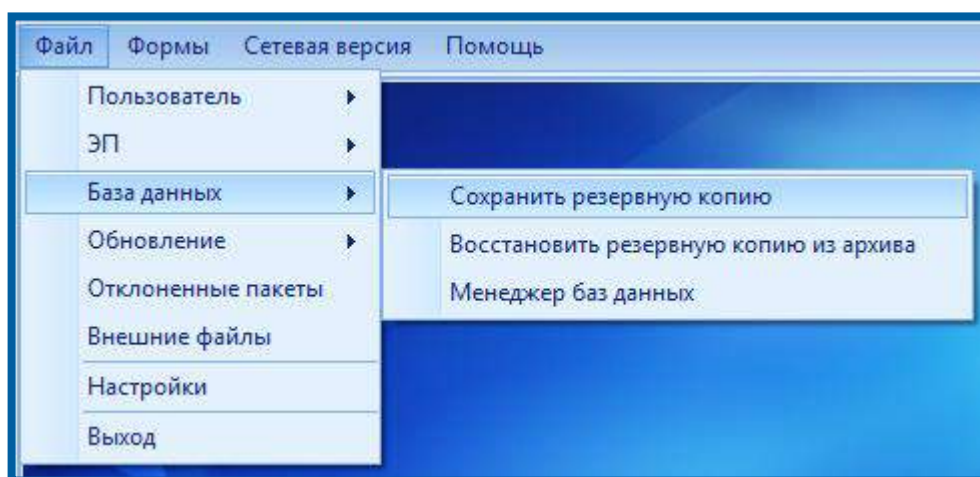 Файл Формы Сетевая версия Помощь
Пользователь
ЭП
База данных
Сохранить резервную копию
Обновление
Восстановить резервную копию из архива
Отклоненные пакеты
Менеджер баз данных
Внешние файлы
Настройки
Выход